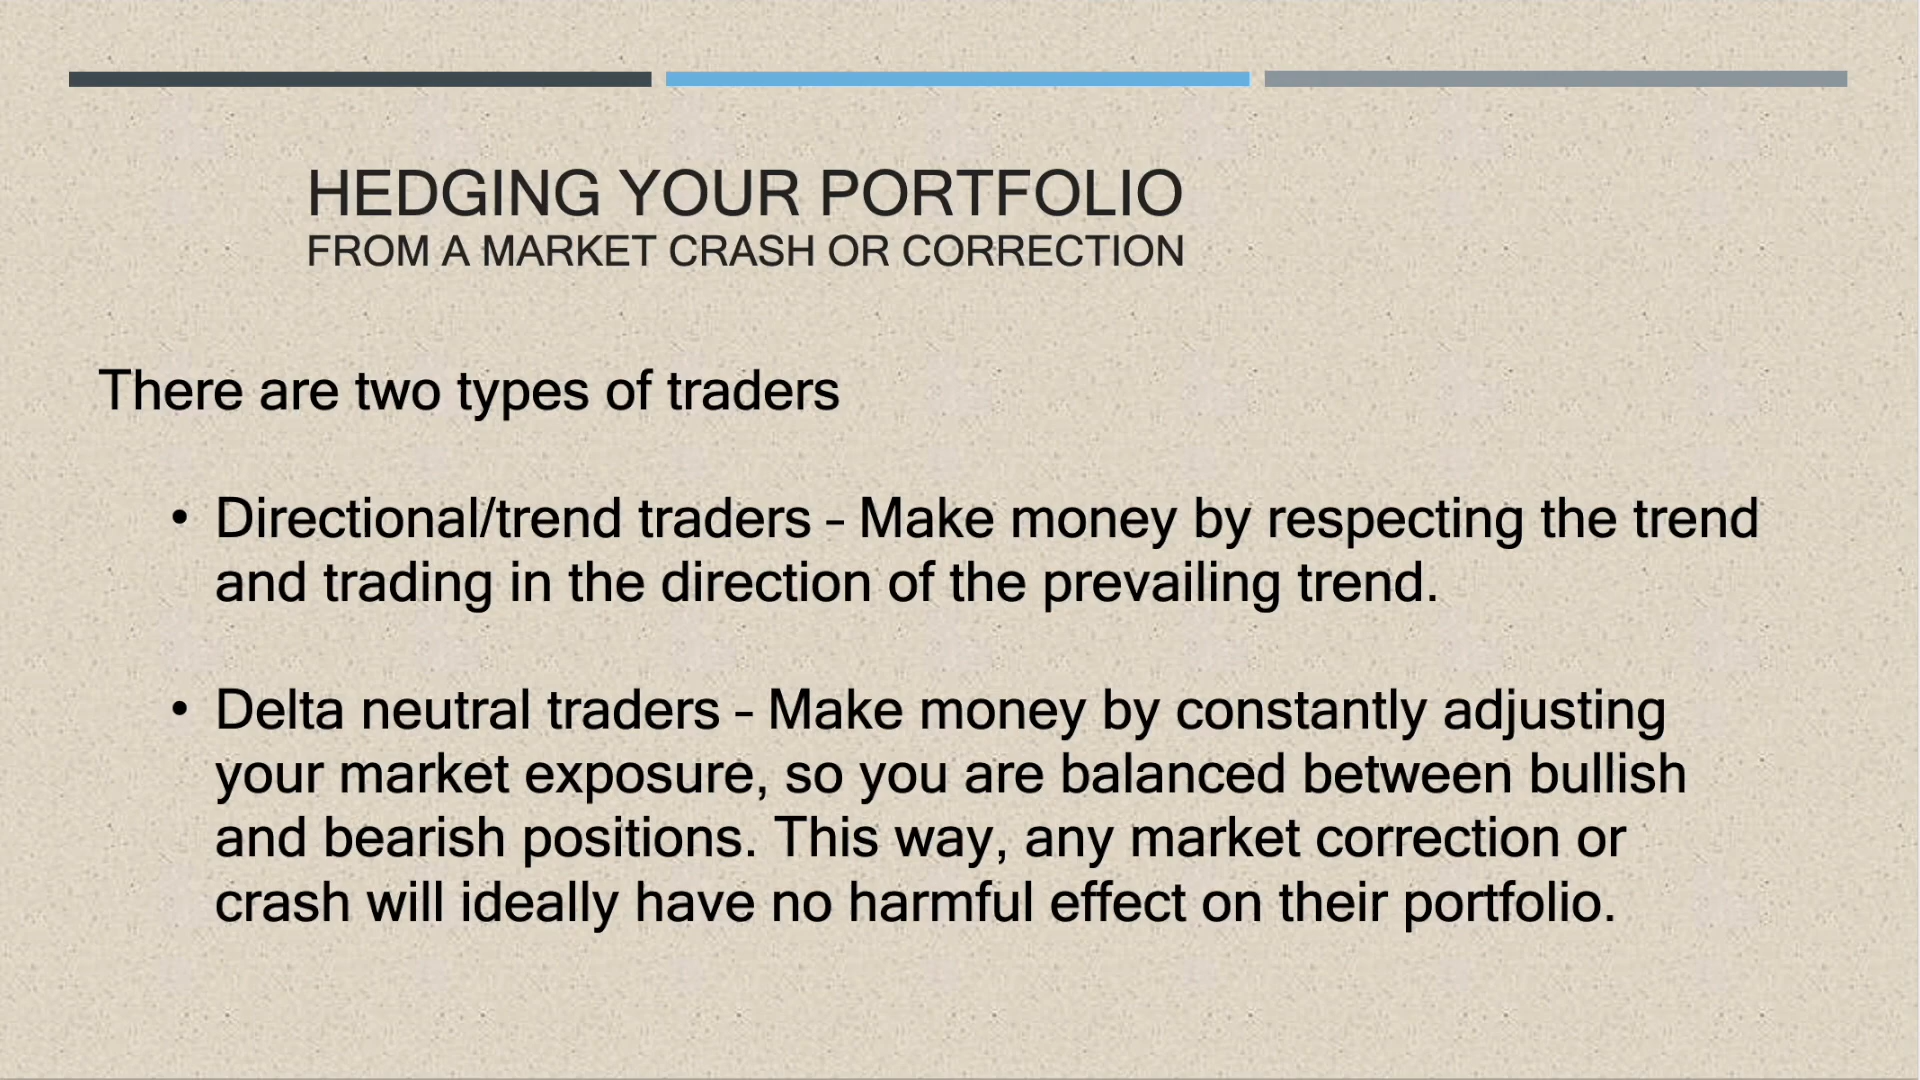 HEDGING YOUR PORTFOLIO
FROM A MARKET CRASH OR CORRECTION
There are two types of traders
• Directional/trend traders – Make money by respecting the trend
and trading in the direction of the prevailing trend.
• Delta neutral traders – Make money by constantly adjusting
your market exposure, so you are balanced between bullish
and bearish positions. This way, any market correction or
crash will ideally have no harmful effect on their portfolio.